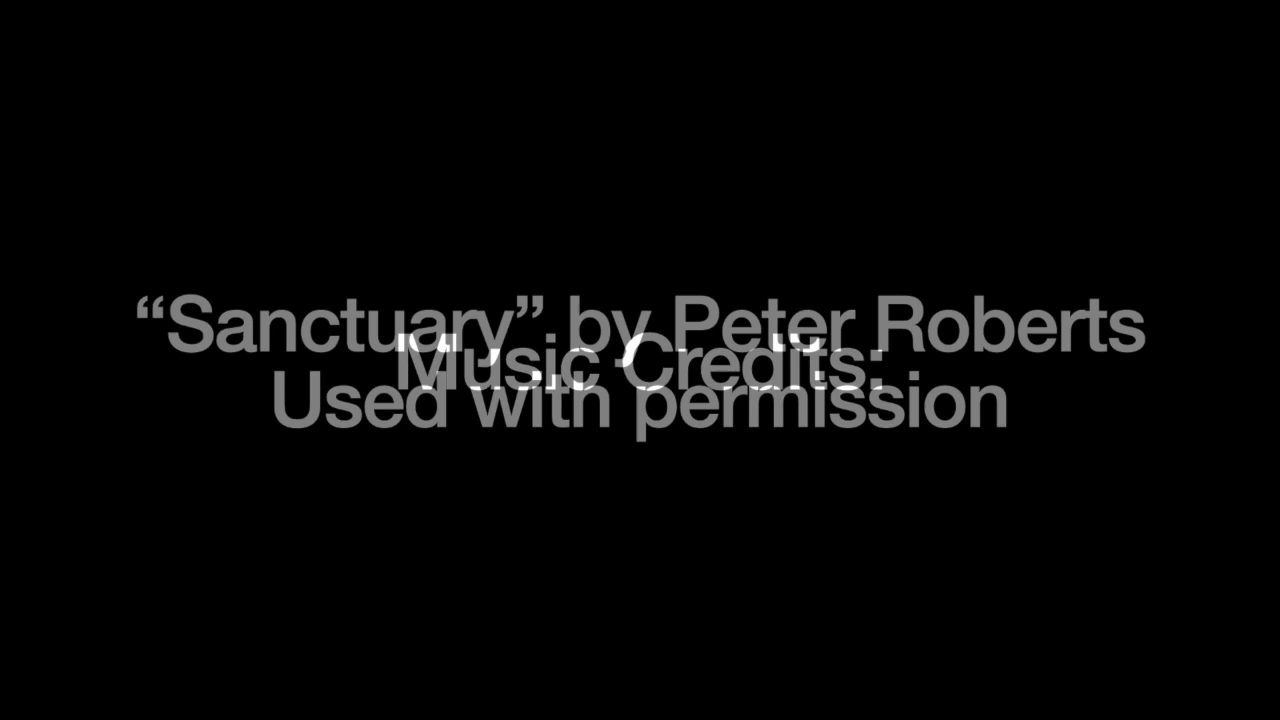 “Sanctuary” by Peter Roberts
Music Credits:
Used with permission